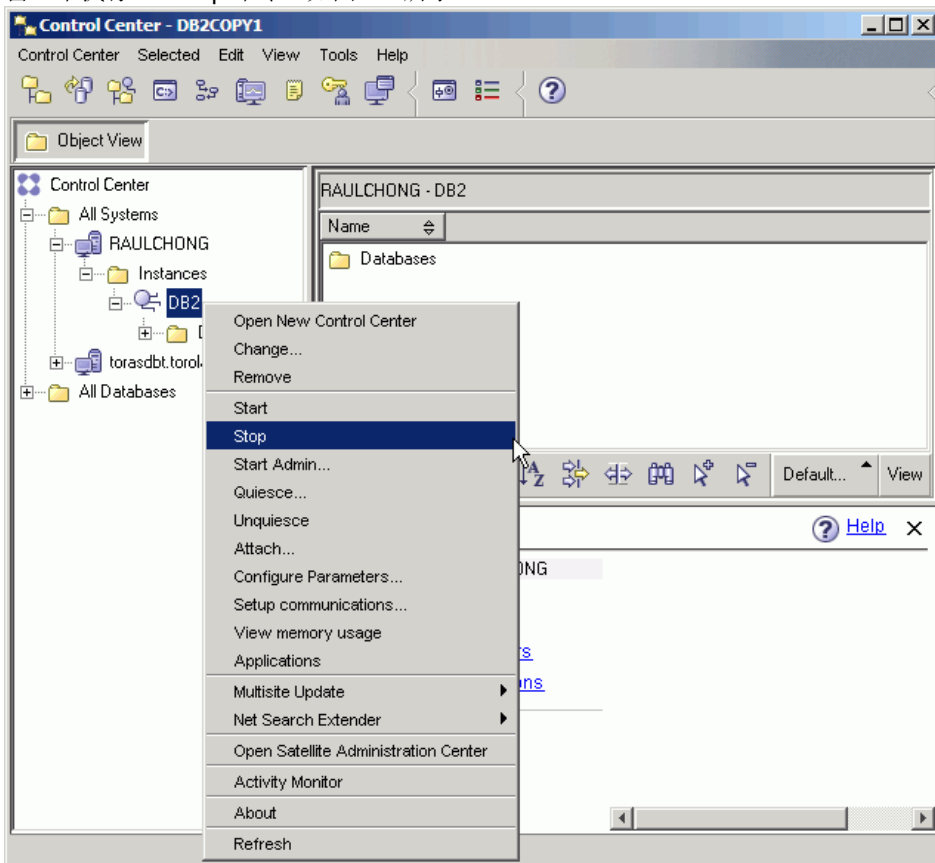 Control Center - DB2COPY1
Control Center Selected Edit View Tools Help
Object View
Control Center
All Systems
RAULCHONG
Instances
DB2
torasdbt.torol
All Databases
RAULCHONG - DB2
Name
Databases
Open New Control Center
Change...
Remove
Start
Stop
Start Admin...
Quiesce...
Unquiesce
Attach...
Configure Parameters...
Setup communications...
View memory usage
Applications
Multisite Update
Net Search Extender
Open Satellite Administration Center
Activity Monitor
About
Refresh
Default... View
Help